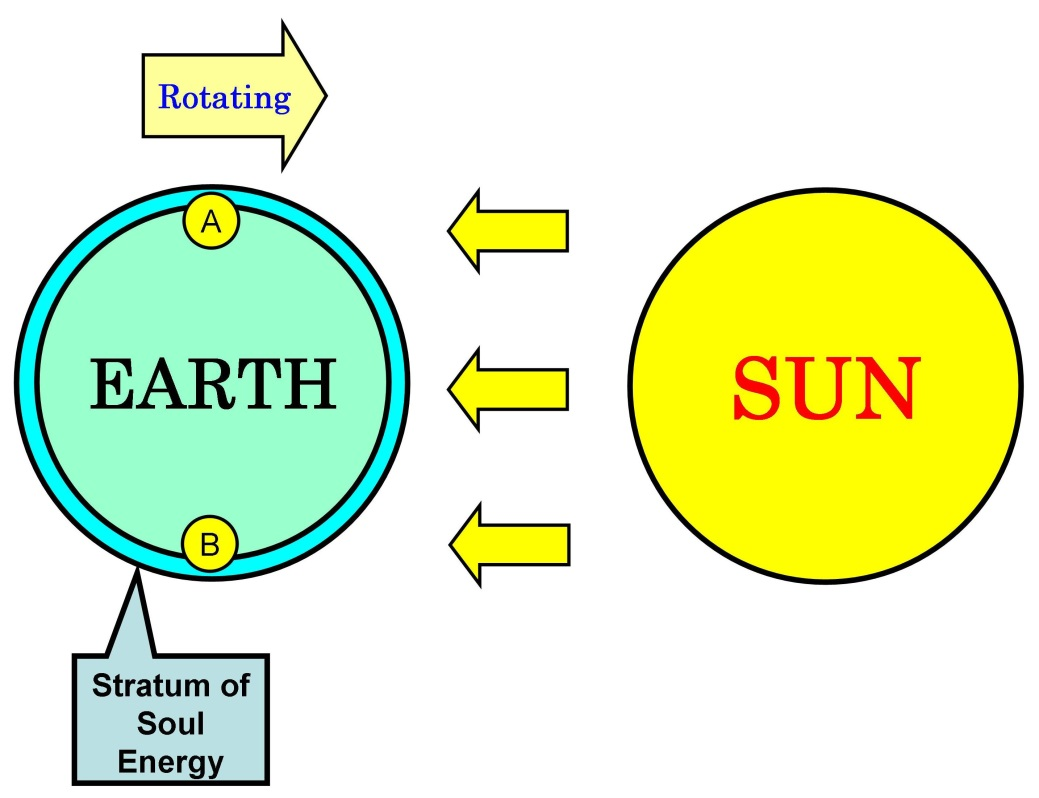 Rotating
A
EARTH
SUN
B
Stratum of
Soul
Energy